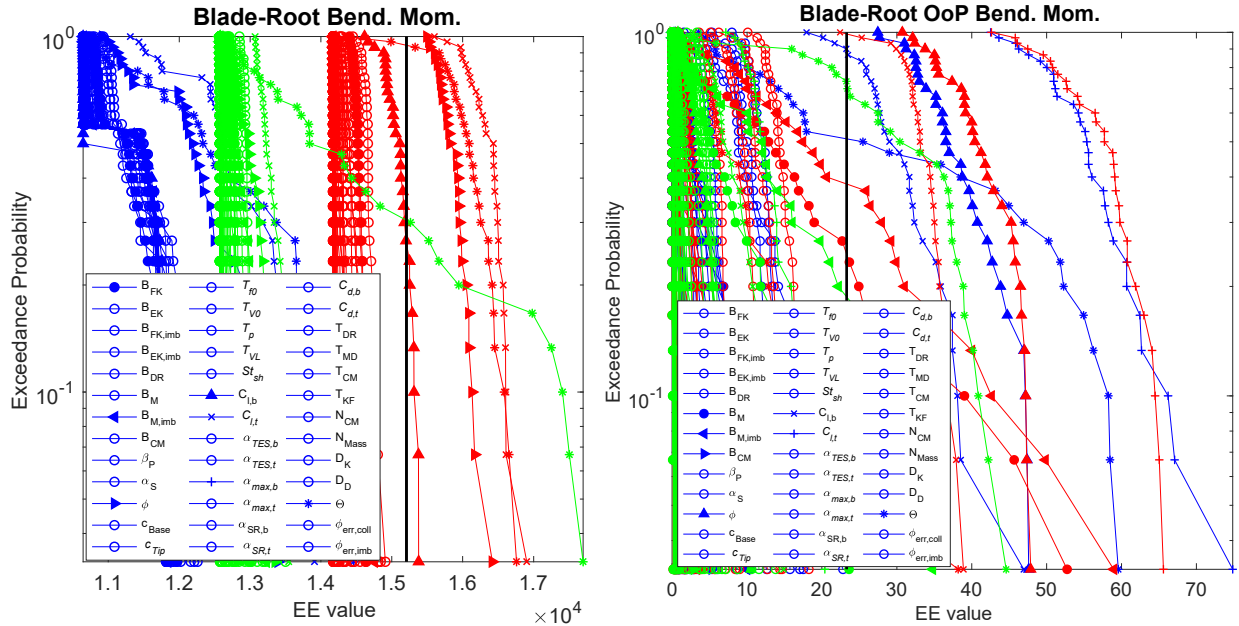 Blade-Root Bend. Mom.
Exceedance Probability
10^0
10^-1
B_FK
B_EK
B_FK,imb
B_EK,imb
B_DR
B_M
B_M,imb
B_CM
β_P
α_S
ϕ
c_Base
c_Tip
T_f0
T_V0
T_p
T_VL
St_sh
C_l,b
C_l,t
α_TES,b
α_TES,t
α_max,b
α_max,t
α_SR,b
α_SR,t
C_d,b
C_d,t
T_DR
T_MD
T_CM
T_KF
N_CM
N_Mass
D_K
D_D
Θ
ϕ_err,coll
ϕ_err,imb
1.1 1.2 1.3 1.4 1.5 1.6 1.7
EE value
×10^4
Blade-Root OoP Bend. Mom.
Exceedance Probability
10^0
10^-1
B_FK
B_EK
B_FK,imb
B_EK,imb
B_DR
B_M
B_M,imb
B_CM
β_P
α_S
ϕ
c_Base
c_Tip
T_f0
T_V0
T_p
T_VL
St_sh
C_l,b
C_l,t
α_TES,b
α_TES,t
α_max,b
α_max,t
α_SR,b
α_SR,t
C_d,b
C_d,t
T_DR
T_MD
T_CM
T_KF
N_CM
N_Mass
D_K
D_D
Θ
ϕ_err,coll
ϕ_err,imb
0 10 20 30 40 50 60 70
EE value